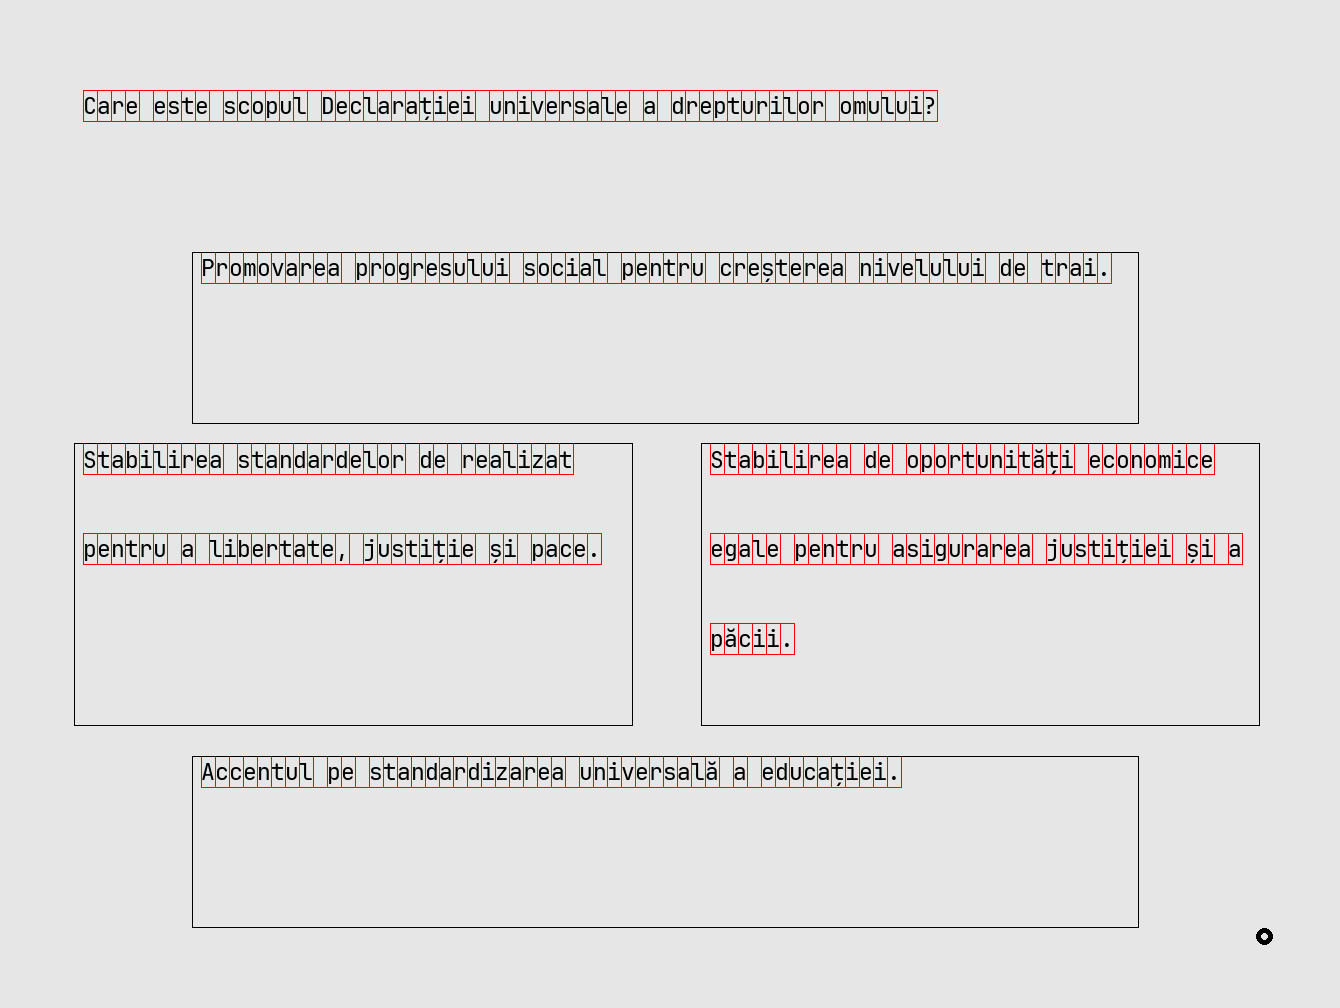 Care este scopul Declarației universale a drepturilor omului?
Promovarea progresului social pentru creșterea nivelului de trai.
Stabilirea standardelor de realizat
pentru a libertate, justiție și pace.
Stabilirea de oportunități economice
egale pentru asigurarea justiției și a
păcii.
Accentul pe standardizarea universală a educației.